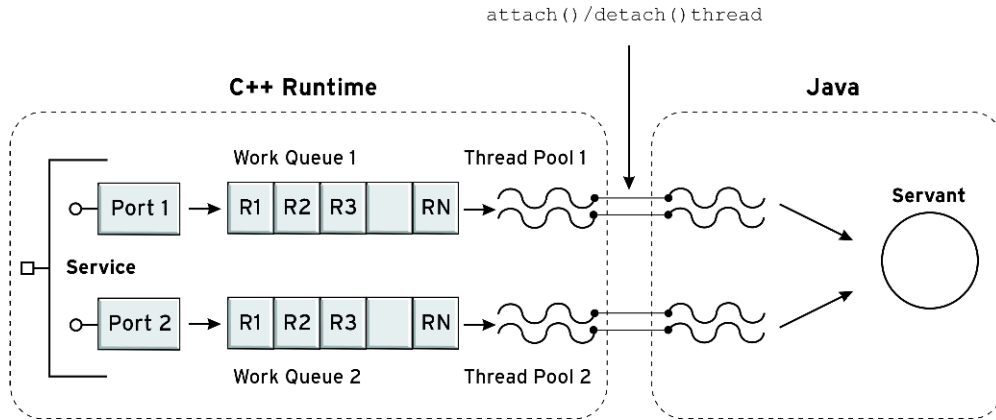 attach()/detach()thread
C++ Runtime
Java
Work Queue 1
Thread Pool 1
Port 1
R1 R2 R3 RN
Servant
Service
Port 2
R1 R2 R3 RN
Work Queue 2
Thread Pool 2